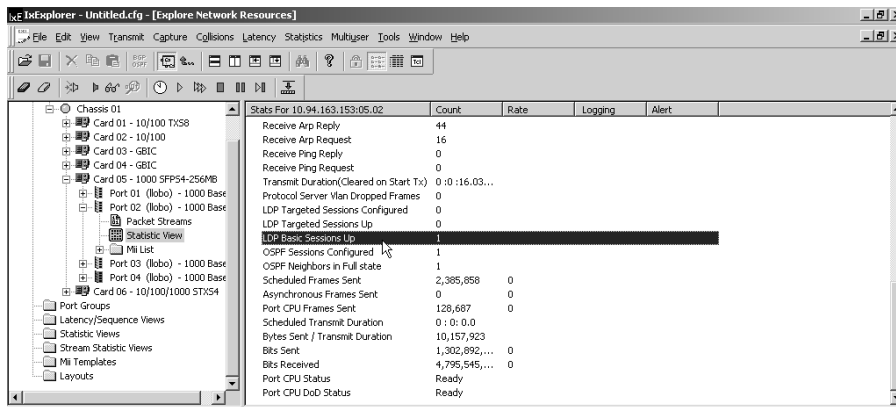 IxExplorer - Untitled.cfg - [Explore Network Resources]
File Edit View Transmit Capture Collisions Latency Statistics Multiuser Tools Window Help
BGP OSPF
Tcl
Chassis 01
Card 01 - 10/100 TXS8
Card 02 - 10/100
Card 03 - GBIC
Card 04 - GBIC
Card 05 - 1000 SFPS4-256MB
Port 01 (llobo) - 1000 Base
Port 02 (llobo) - 1000 Base
Packet Streams
Statistic View
Mii List
Port 03 (llobo) - 1000 Base
Port 04 (llobo) - 1000 Base
Card 06 - 10/100/1000 STXS4
Port Groups
Latency/Sequence Views
Statistic Views
Stream Statistic Views
Mii Templates
Layouts
Stats For 10.94.163.153:05.02 Count Rate Logging Alert
Receive Arp Reply 44
Receive Arp Request 16
Receive Ping Reply 0
Receive Ping Request 0
Transmit Duration(Cleared on Start Tx) 0 :0 :16.03...
Protocol Server Vlan Dropped Frames 0
LDP Targeted Sessions Configured 0
LDP Targeted Sessions Up 0
LDP Basic Sessions Up 1
OSPF Sessions Configured 1
OSPF Neighbors in Full state 1
Scheduled Frames Sent 2,385,858 0
Asynchronous Frames Sent 0 0
Port CPU Frames Sent 128,687 0
Scheduled Transmit Duration 0 : 0: 0.0
Bytes Sent / Transmit Duration 10,157,923
Bits Sent 1,302,892,... 0
Bits Received 4,795,545,... 0
Port CPU Status Ready
Port CPU DoD Status Ready